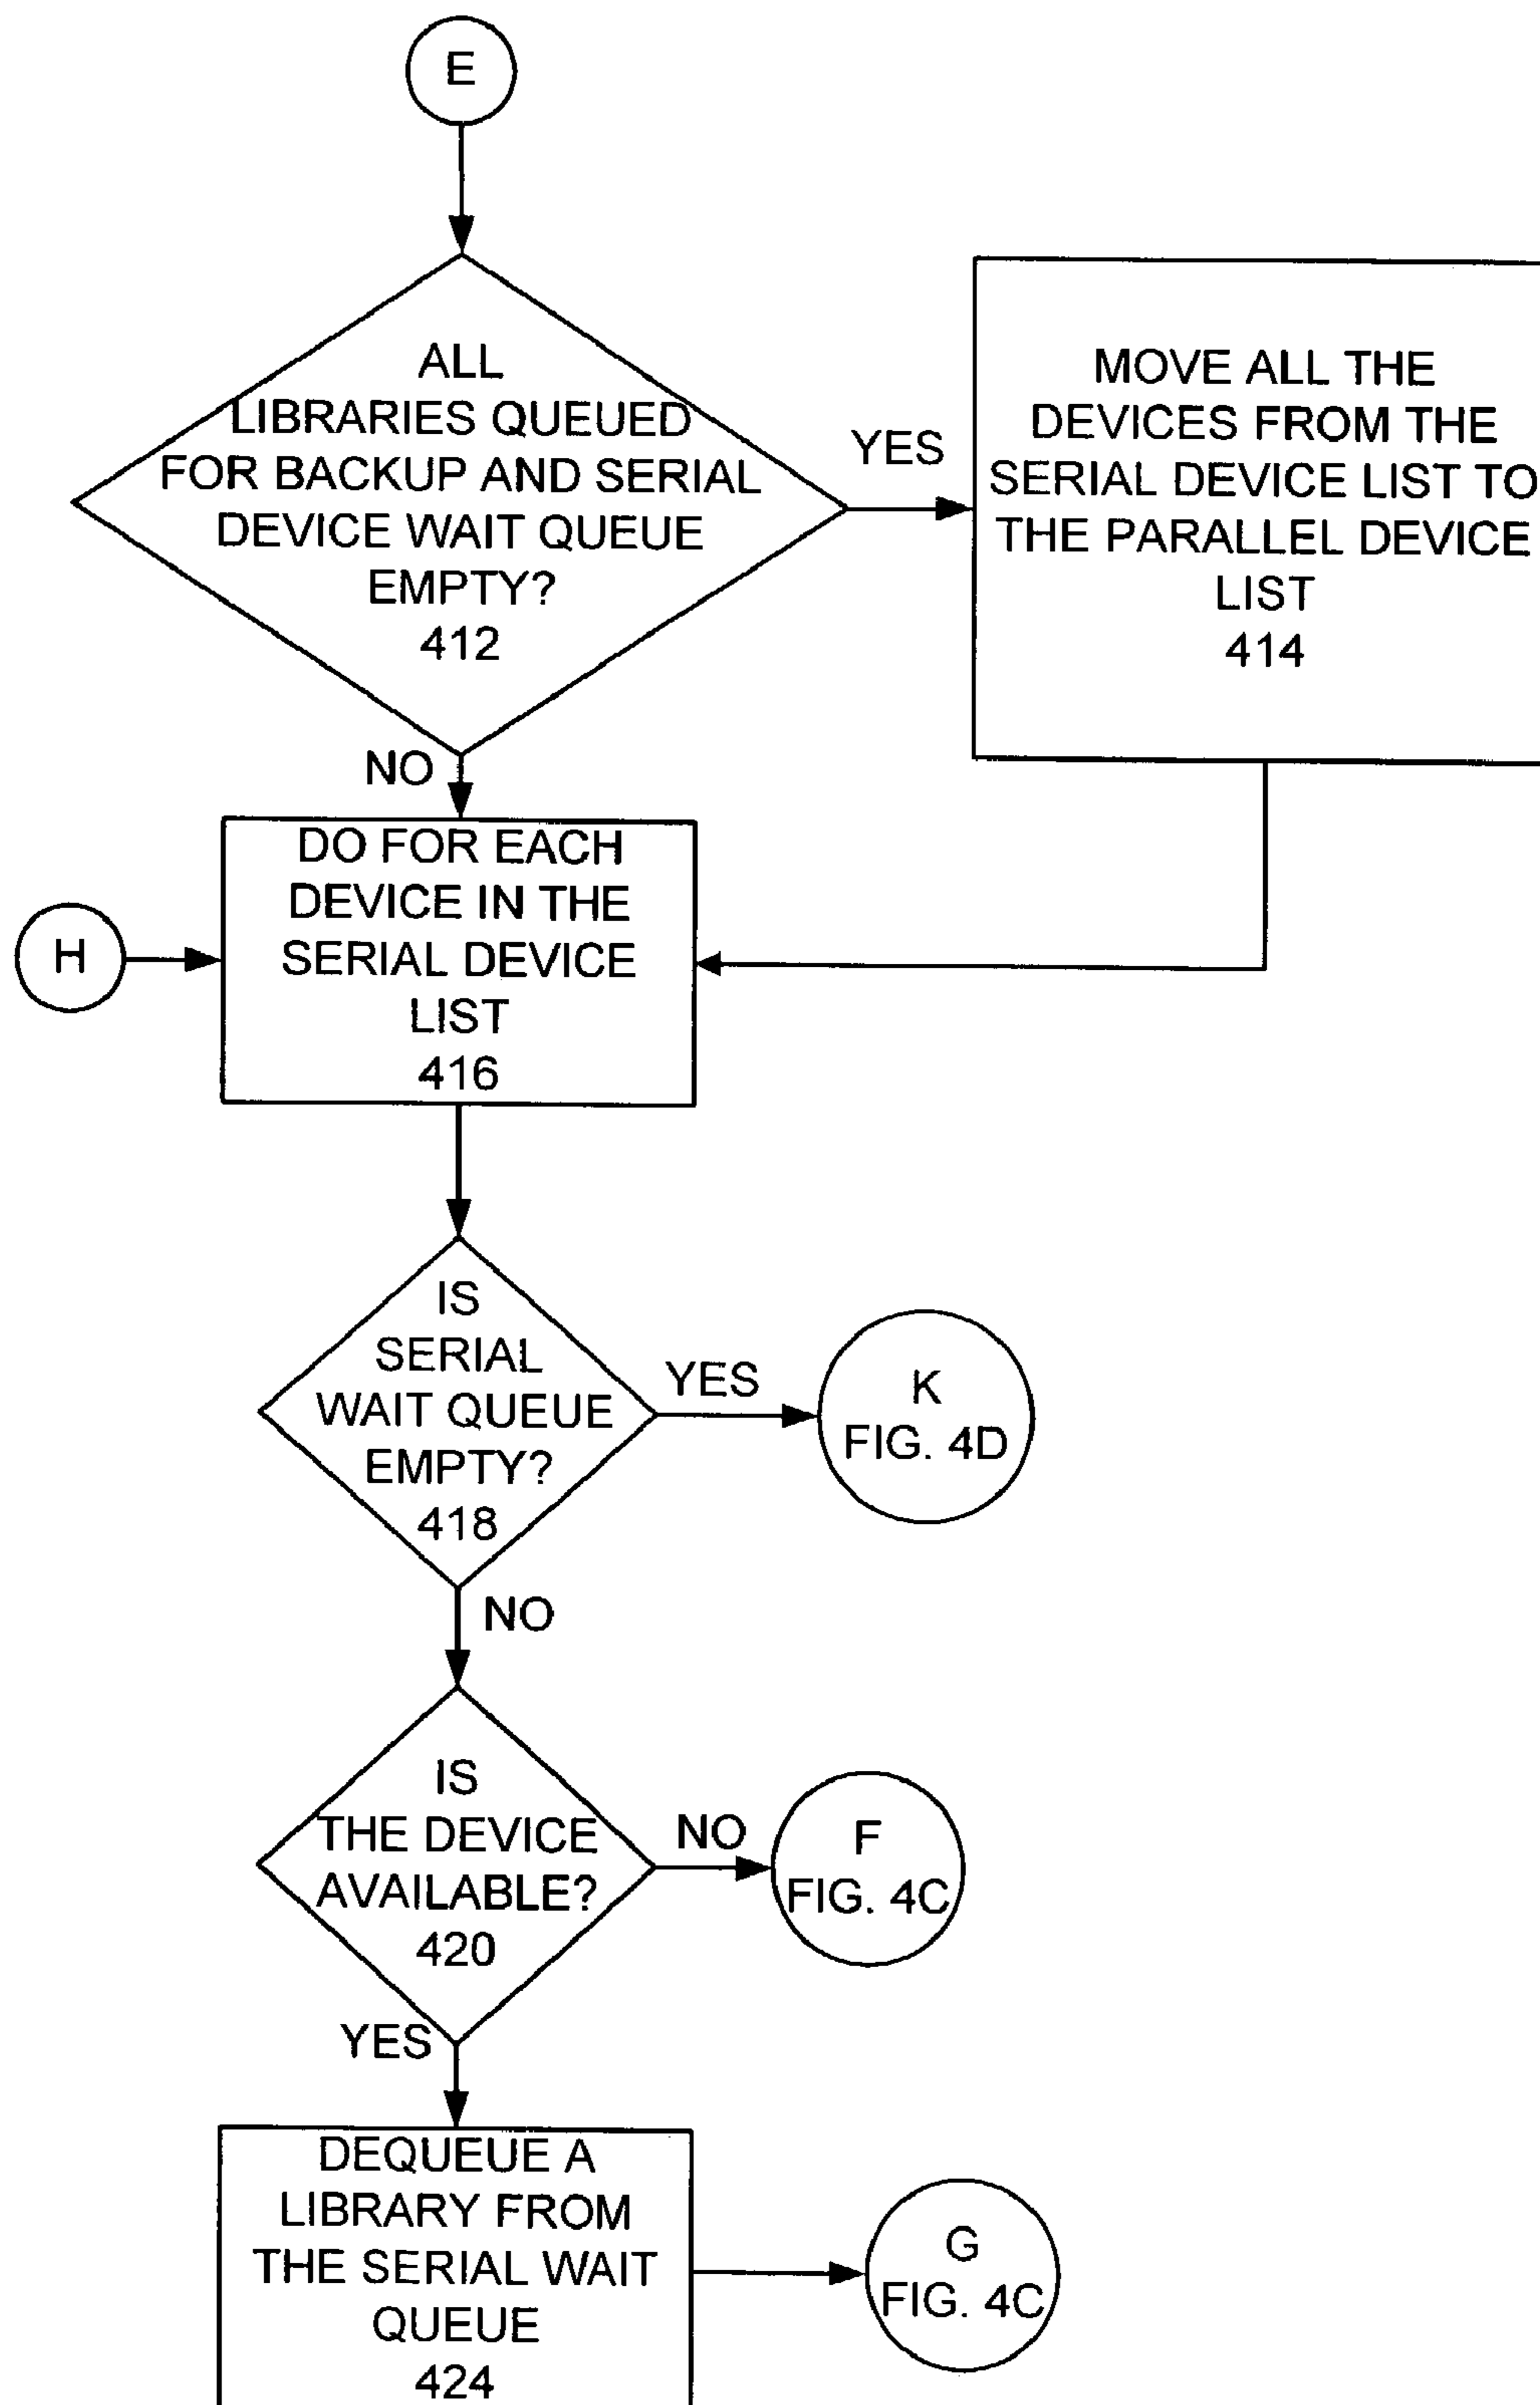 E
ALL
LIBRARIES QUEUED
FOR BACKUP AND SERIAL
DEVICE WAIT QUEUE
EMPTY?
412
YES
MOVE ALL THE
DEVICES FROM THE
SERIAL DEVICE LIST TO
THE PARALLEL DEVICE
LIST
414
NO
DO FOR EACH
DEVICE IN THE
SERIAL DEVICE
LIST
416
H
IS
SERIAL
WAIT QUEUE
EMPTY?
418
YES
K
FIG. 4D
NO
IS
THE DEVICE
AVAILABLE?
420
NO
F
FIG. 4C
YES
DEQUEUE A
LIBRARY FROM
THE SERIAL WAIT
QUEUE
424
G
FIG. 4C